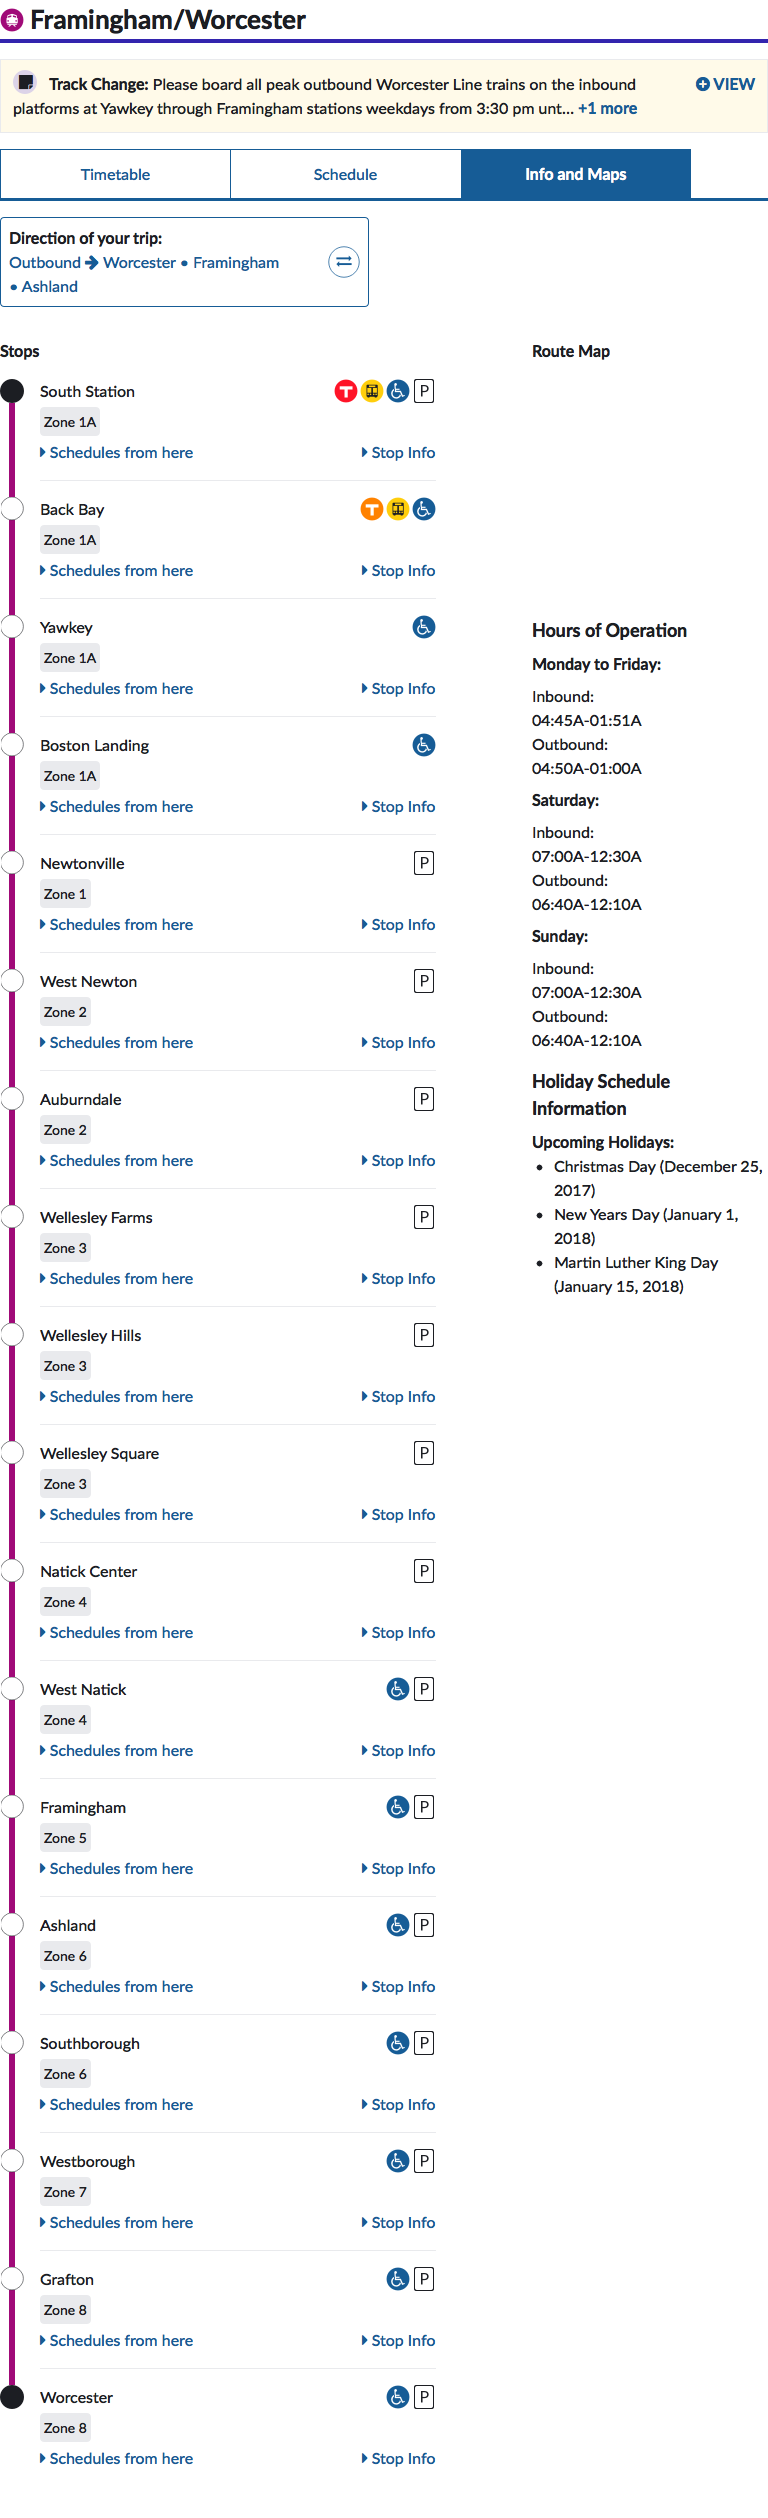 Framingham/Worcester
Track Change: Please board all peak outbound Worcester Line trains on the inbound
platforms at Yawkey through Framingham stations weekdays from 3:30 pm unt... +1 more
VIEW
Timetable
Schedule
Info and Maps
Direction of your trip:
Outbound → Worcester • Framingham
• Ashland
Stops
South Station
T
P
Zone 1A
Schedules from here
Stop Info
Back Bay
T
Zone 1A
Schedules from here
Stop Info
Yawkey
Zone 1A
Schedules from here
Stop Info
Boston Landing
Zone 1A
Schedules from here
Stop Info
Newtonville
P
Zone 1
Schedules from here
Stop Info
West Newton
P
Zone 2
Schedules from here
Stop Info
Auburndale
P
Zone 2
Schedules from here
Stop Info
Wellesley Farms
P
Zone 3
Schedules from here
Stop Info
Wellesley Hills
P
Zone 3
Schedules from here
Stop Info
Wellesley Square
P
Zone 3
Schedules from here
Stop Info
Natick Center
P
Zone 4
Schedules from here
Stop Info
West Natick
P
Zone 4
Schedules from here
Stop Info
Framingham
P
Zone 5
Schedules from here
Stop Info
Ashland
P
Zone 6
Schedules from here
Stop Info
Southborough
P
Zone 6
Schedules from here
Stop Info
Westborough
P
Zone 7
Schedules from here
Stop Info
Grafton
P
Zone 8
Schedules from here
Stop Info
Worcester
P
Zone 8
Schedules from here
Stop Info
Route Map
Hours of Operation
Monday to Friday:
Inbound:
04:45A-01:51A
Outbound:
04:50A-01:00A
Saturday:
Inbound:
07:00A-12:30A
Outbound:
06:40A-12:10A
Sunday:
Inbound:
07:00A-12:30A
Outbound:
06:40A-12:10A
Holiday Schedule
Information
Upcoming Holidays:
• Christmas Day (December 25,
2017)
• New Years Day (January 1,
2018)
• Martin Luther King Day
(January 15, 2018)